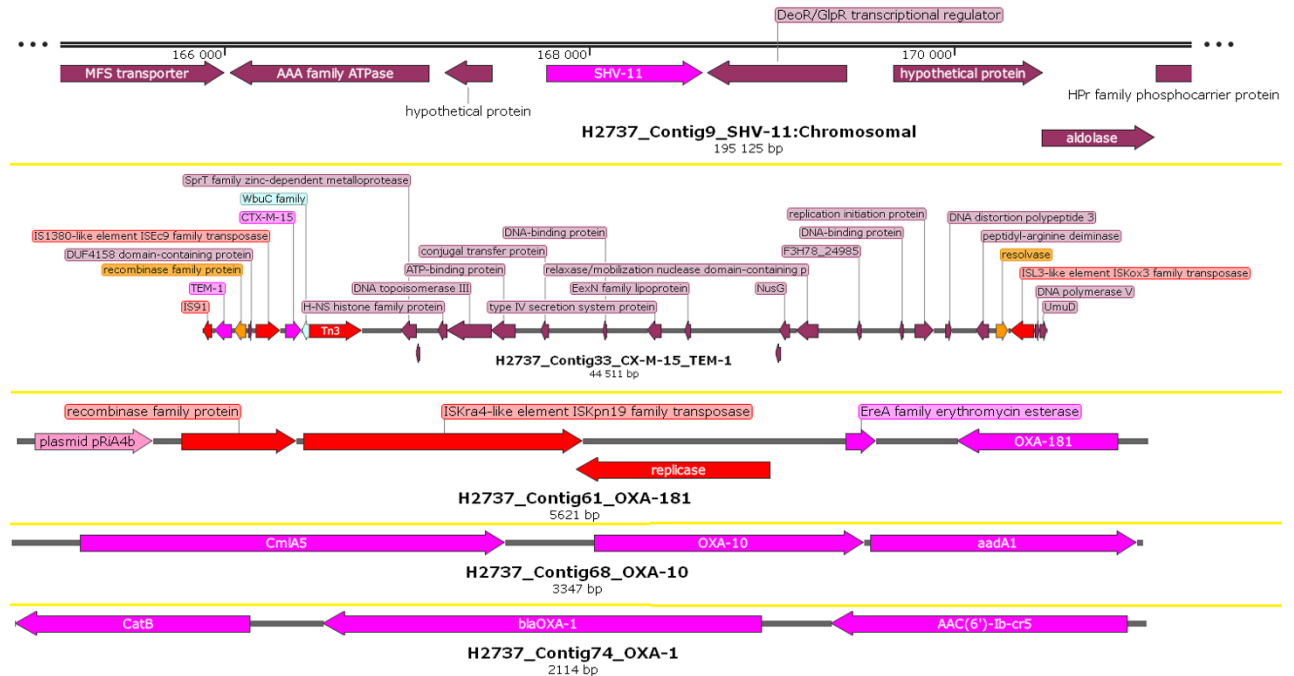 DeoR/GlpR transcriptional regulator
166 000
168 000
170 000
MFS transporter
AAA family ATPase
SHV-11
hypothetical protein
hypothetical protein
HPr family phosphocarrier protein
H2737_Contig9_SHV-11:Chromosomal
195 125 bp
aldolase
SprT family zinc-dependent metalloprotease
WbuC family
CTX-M-15
IS1380-like element ISEc9 family transposase
DUF4158 domain-containing protein
recombinase family protein
TEM-1
IS91
H-NS histone family protein
Tn3
DNA topoisomerase III
ATP-binding protein
conjugal transfer protein
type IV secretion system protein
DNA-binding protein
relaxase/mobilization nuclease domain-containing p
EexN family lipoprotein
replication initiation protein
DNA-binding protein
F3H78_24985
NusG
DNA distortion polypeptide 3
peptidyl-arginine deiminase
resolvase
ISL3-like element ISKox3 family transposase
DNA polymerase V
UmuD
H2737_Contig33_CX-M-15_TEM-1
44 511 bp
recombinase family protein
ISKra4-like element ISKpn19 family transposase
EreA family erythromycin esterase
plasmid pRiA4b
OXA-181
replicase
H2737_Contig61_OXA-181
5621 bp
CmlA5
OXA-10
aadA1
H2737_Contig68_OXA-10
3347 bp
CatB
blaOXA-1
AAC(6')-Ib-cr5
H2737_Contig74_OXA-1
2114 bp